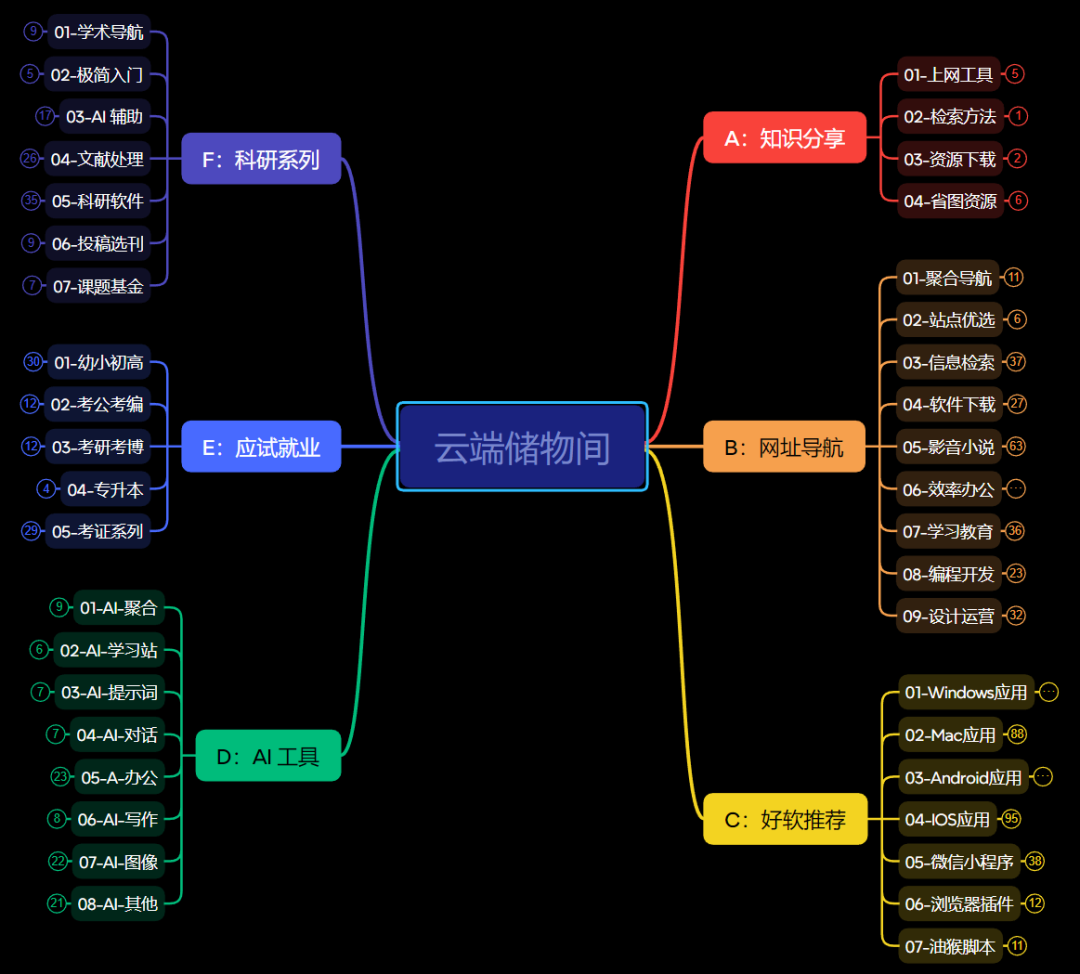 云端储物间
A：知识分享
01-上网工具 5
02-检索方法 1
03-资源下载 2
04-省图资源 6
B：网址导航
01-聚合导航 11
02-站点优选 6
03-信息检索 37
04-软件下载 27
05-影音小说 63
06-效率办公 ···
07-学习教育 36
08-编程开发 23
09-设计运营 32
C：好软推荐
01-Windows应用 ···
02-Mac应用 88
03-Android应用 ···
04-IOS应用 95
05-微信小程序 38
06-浏览器插件 12
07-油猴脚本 11
D：AI 工具
9 01-AI-聚合
6 02-AI-学习站
7 03-AI-提示词
7 04-AI-对话
23 05-A-办公
8 06-AI-写作
22 07-AI-图像
21 08-AI-其他
E：应试就业
30 01-幼小初高
12 02-考公考编
12 03-考研考博
4 04-专升本
29 05-考证系列
F：科研系列
9 01-学术导航
5 02-极简入门
17 03-AI 辅助
26 04-文献处理
35 05-科研软件
9 06-投稿选刊
7 07-课题基金